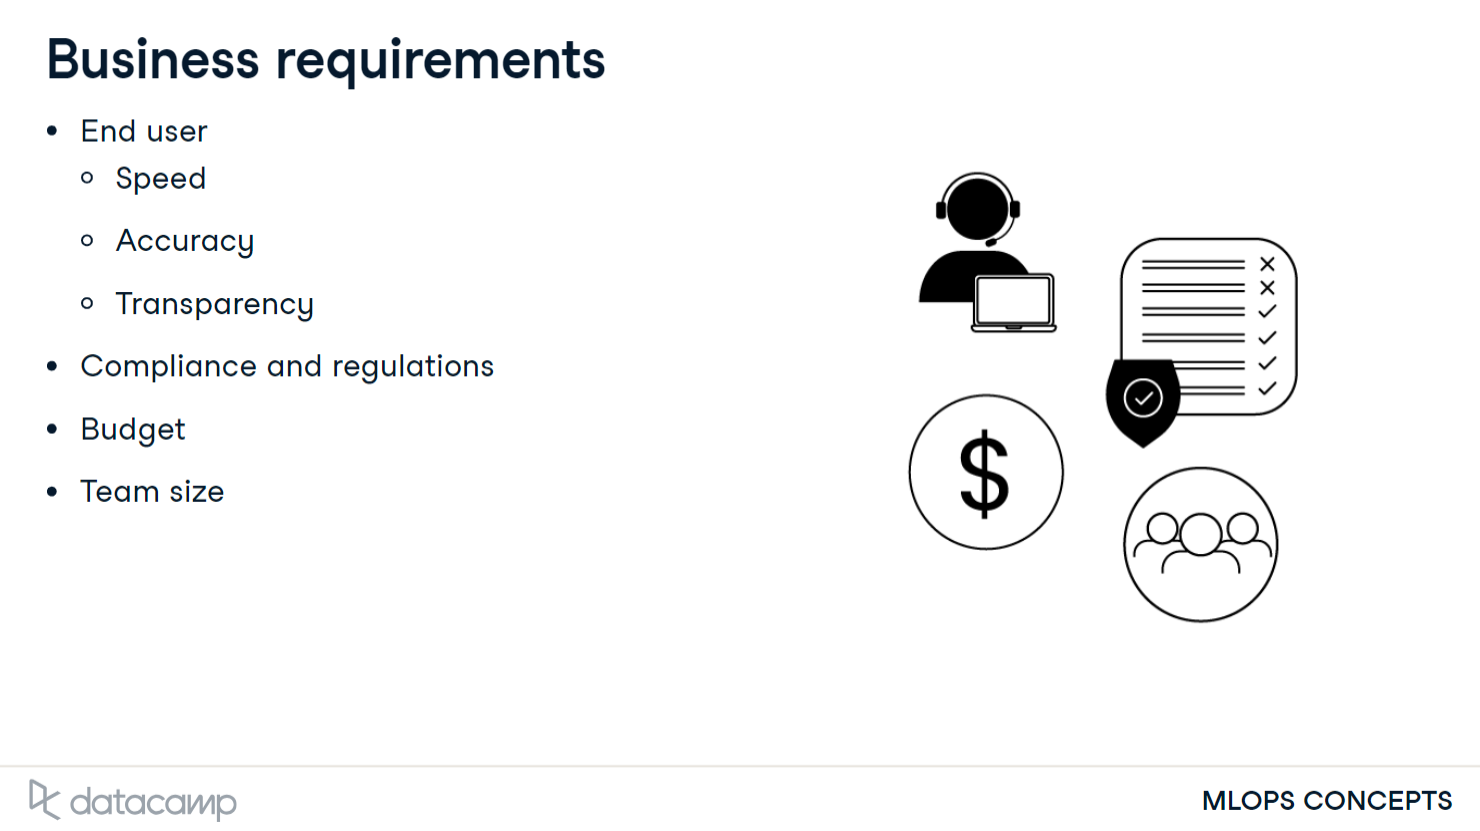 Business requirements
• End user
○ Speed
○ Accuracy
○ Transparency
• Compliance and regulations
• Budget
• Team size
$
datacamp
MLOPS CONCEPTS